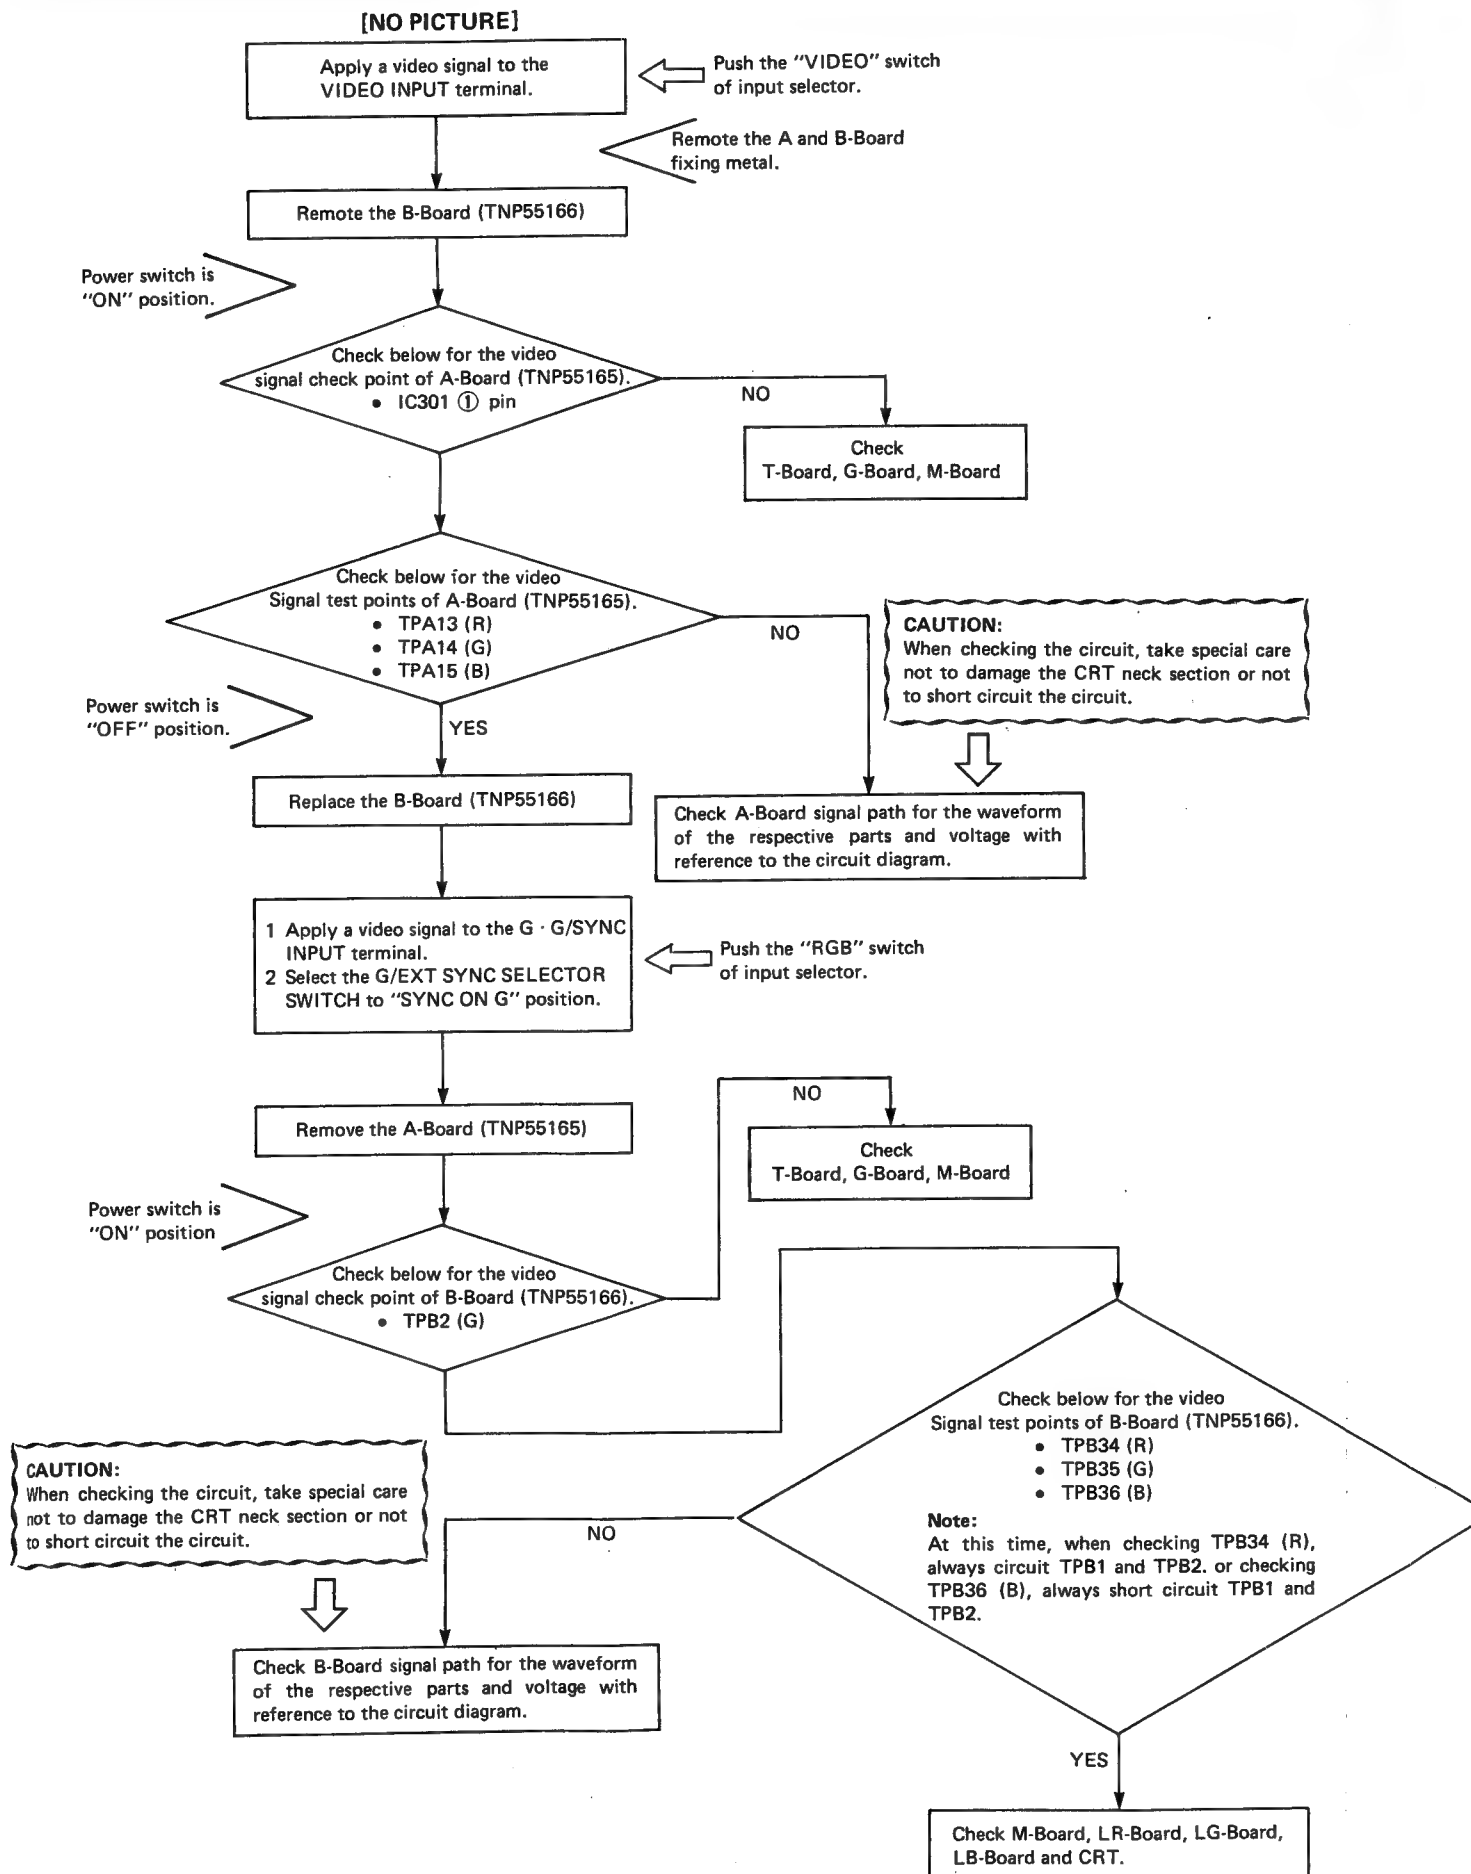 [NO PICTURE]
Apply a video signal to the
VIDEO INPUT terminal.
Push the "VIDEO" switch
of input selector.
Remote the A and B-Board
fixing metal.
Remote the B-Board (TNP55166)
Power switch is
"ON" position.
Check below for the video
signal check point of A-Board (TNP55165).
• IC301 ① pin
NO
Check
T-Board, G-Board, M-Board
Check below for the video
Signal test points of A-Board (TNP55165).
• TPA13 (R)
• TPA14 (G)
• TPA15 (B)
NO
CAUTION:
When checking the circuit, take special care
not to damage the CRT neck section or not
to short circuit the circuit.
Power switch is
"OFF" position.
YES
Replace the B-Board (TNP55166)
Check A-Board signal path for the waveform
of the respective parts and voltage with
reference to the circuit diagram.
1 Apply a video signal to the G · G/SYNC
INPUT terminal.
2 Select the G/EXT SYNC SELECTOR
SWITCH to "SYNC ON G" position.
Push the "RGB" switch
of input selector.
Remove the A-Board (TNP55165)
NO
Check
T-Board, G-Board, M-Board
Power switch is
"ON" position
Check below for the video
signal check point of B-Board (TNP55166).
• TPB2 (G)
Check below for the video
Signal test points of B-Board (TNP55166).
• TPB34 (R)
• TPB35 (G)
• TPB36 (B)
Note:
At this time, when checking TPB34 (R),
always circuit TPB1 and TPB2. or checking
TPB36 (B), always short circuit TPB1 and
TPB2.
CAUTION:
When checking the circuit, take special care
not to damage the CRT neck section or not
to short circuit the circuit.
NO
Check B-Board signal path for the waveform
of the respective parts and voltage with
reference to the circuit diagram.
YES
Check M-Board, LR-Board, LG-Board,
LB-Board and CRT.